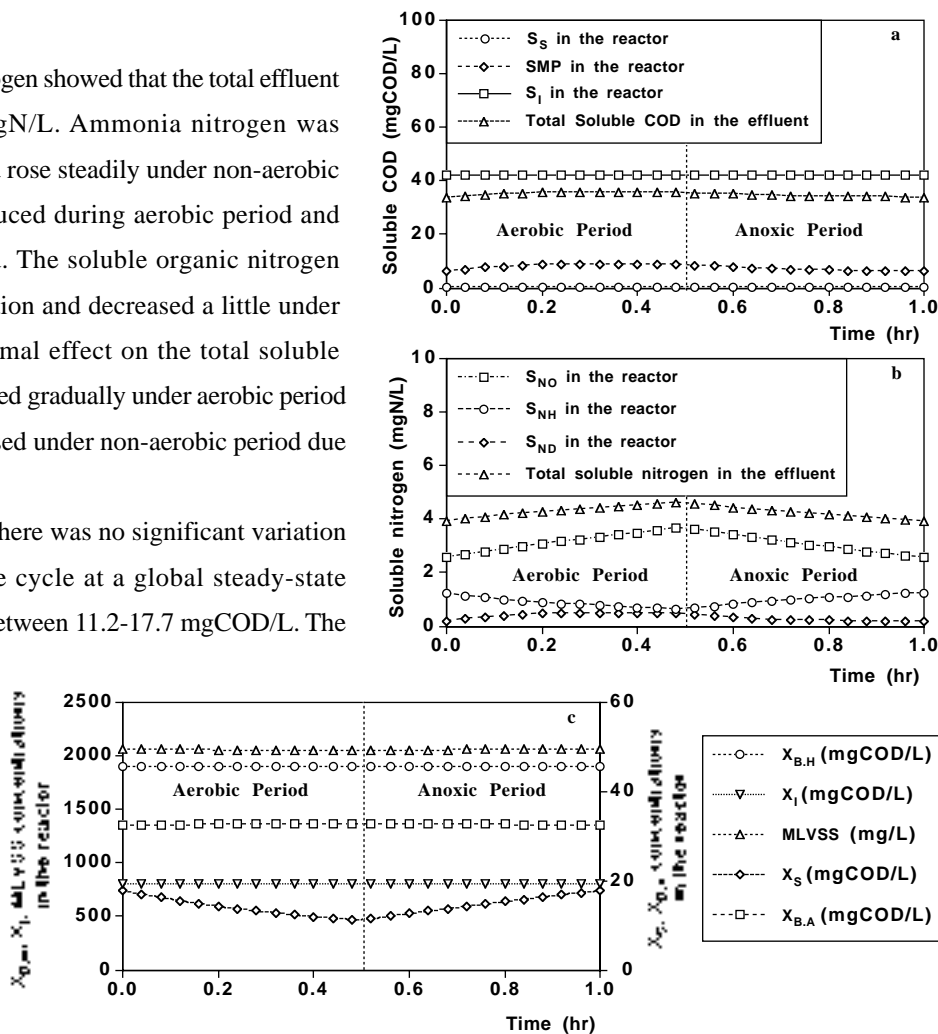 ogen showed that the total effluent
gN/L. Ammonia nitrogen was
rose steadily under non-aerobic
uced during aerobic period and
. The soluble organic nitrogen
tion and decreased a little under
mal effect on the total soluble
ed gradually under aerobic period
sed under non-aerobic period due
here was no significant variation
e cycle at a global steady-state
etween 11.2-17.7 mgCOD/L. The
a
Soluble COD (mgCOD/L)
100
80
60
40
20
0
S_S in the reactor
SMP in the reactor
S_I in the reactor
Total Soluble COD in the effluent
Aerobic Period
Anoxic Period
0.0 0.2 0.4 0.6 0.8 1.0
Time (hr)
b
Soluble nitrogen (mgN/L)
10
8
6
4
2
0
S_NO in the reactor
S_NH in the reactor
S_ND in the reactor
Total soluble nitrogen in the effluent
Aerobic Period
Anoxic Period
0.0 0.2 0.4 0.6 0.8 1.0
Time (hr)
c
in the reactor
2500
2000
1500
1000
500
0
Aerobic Period
Anoxic Period
60
40
20
0
in the reactor
0.0 0.2 0.4 0.6 0.8 1.0
Time (hr)
X_B.H (mgCOD/L)
X_I (mgCOD/L)
MLVSS (mg/L)
X_S (mgCOD/L)
X_B.A (mgCOD/L)